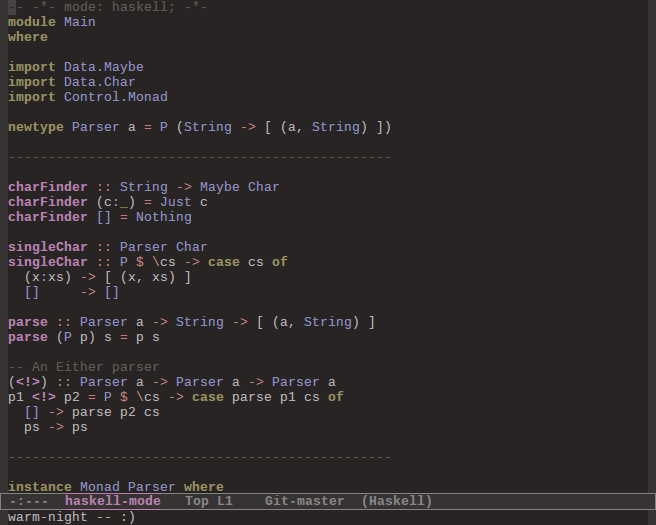 -- -*- mode: haskell; -*-
module Main
where

import Data.Maybe
import Data.Char
import Control.Monad

newtype Parser a = P (String -> [ (a, String) ])

------------------------------------------------

charFinder :: String -> Maybe Char
charFinder (c:_) = Just c
charFinder [] = Nothing

singleChar :: Parser Char
singleChar :: P $ \cs -> case cs of
  (x:xs) -> [ (x, xs) ]
  []     -> []

parse :: Parser a -> String -> [ (a, String) ]
parse (P p) s = p s

-- An Either parser
(<!>) :: Parser a -> Parser a -> Parser a
p1 <!> p2 = P $ \cs -> case parse p1 cs of
  [] -> parse p2 cs
  ps -> ps

------------------------------------------------

instance Monad Parser where
-:---  haskell-mode   Top L1    Git-master  (Haskell)
warm-night -- :)